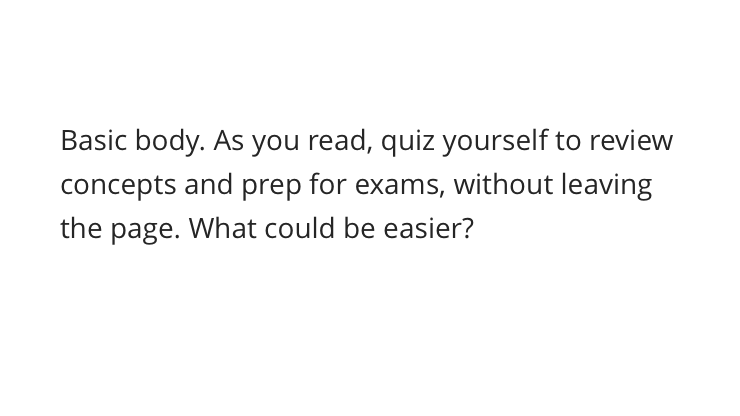 Basic body. As you read, quiz yourself to review
concepts and prep for exams, without leaving
the page. What could be easier?